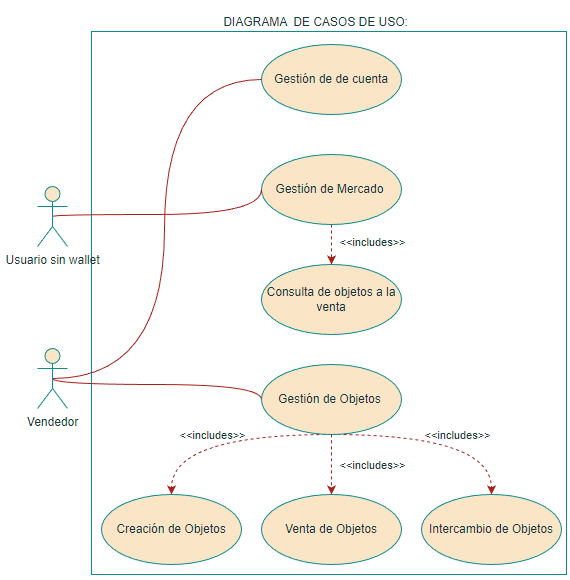 DIAGRAMA DE CASOS DE USO:
Gestión de de cuenta
Gestión de Mercado
<<includes>>
Usuario sin wallet
Consulta de objetos a la
venta
Gestión de Objetos
Vendedor
<<includes>>
<<includes>>
<<includes>>
Creación de Objetos
Venta de Objetos
Intercambio de Objetos